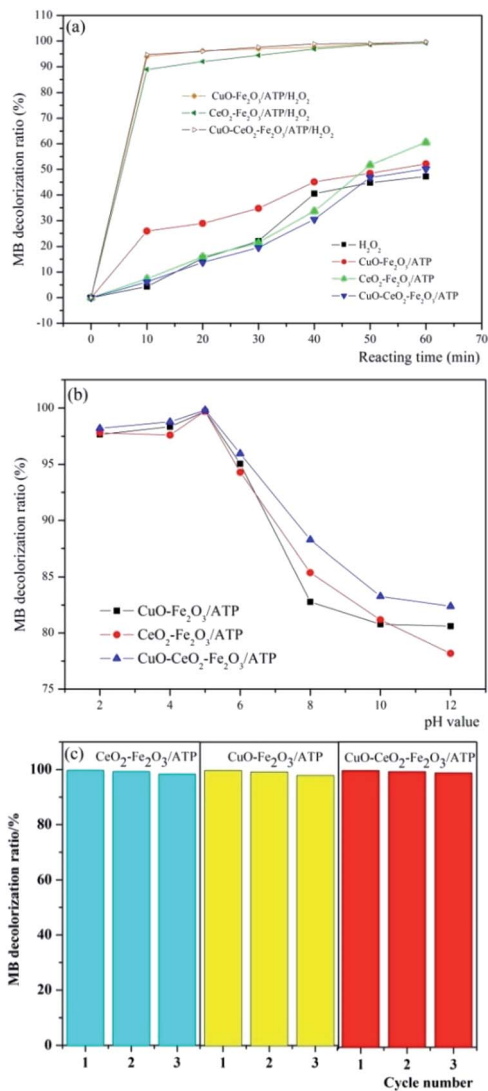 (a)
MB decolorization ratio (%)
110
100
90
80
70
60
50
40
30
20
10
0
-10
CuO-Fe₂O₃/ATP/H₂O₂
CeO₂-Fe₂O₃/ATP/H₂O₂
CuO-CeO₂-Fe₂O₃/ATP/H₂O₂
H₂O₂
CuO-Fe₂O₃/ATP
CeO₂-Fe₂O₃/ATP
CuO-CeO₂-Fe₂O₃/ATP
0 10 20 30 40 50 60 70
Reacting time (min)
(b)
MB decolorization ratio (%)
100
95
90
85
80
75
CuO-Fe₂O₃/ATP
CeO₂-Fe₂O₃/ATP
CuO-CeO₂-Fe₂O₃/ATP
2 4 6 8 10 12
pH value
(c) CeO₂-Fe₂O₃/ATP CuO-Fe₂O₃/ATP CuO-CeO₂-Fe₂O₃/ATP
MB decolorization ratio/%
100
80
60
40
20
0
1 2 3 1 2 3 1 2 3
Cycle number